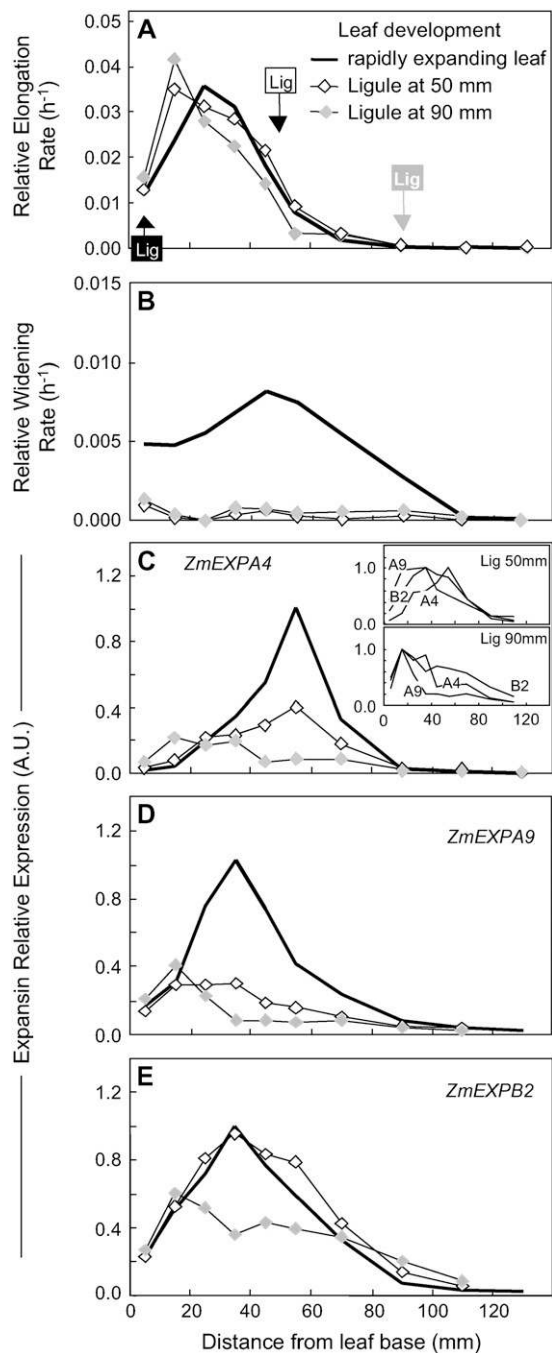 A
Leaf development
rapidly expanding leaf
Ligule at 50 mm
Ligule at 90 mm
Lig
Lig
Lig
Relative Elongation
Rate (h-1)
0.05
0.04
0.03
0.02
0.01
0.00
B
Relative Widening
Rate (h-1)
0.015
0.010
0.005
0.000
Expansin Relative Expression (A.U.)
C
ZmEXPA4
1.2
0.8
0.4
0.0
Lig 50mm
1.0
0.0
A9
B2
A4
Lig 90mm
1.0
0.0
A9
A4
B2
0 40 80 120
D
ZmEXPA9
1.2
0.8
0.4
0.0
E
ZmEXPB2
1.2
0.8
0.4
0.0
0 20 40 60 80 100 120
Distance from leaf base (mm)